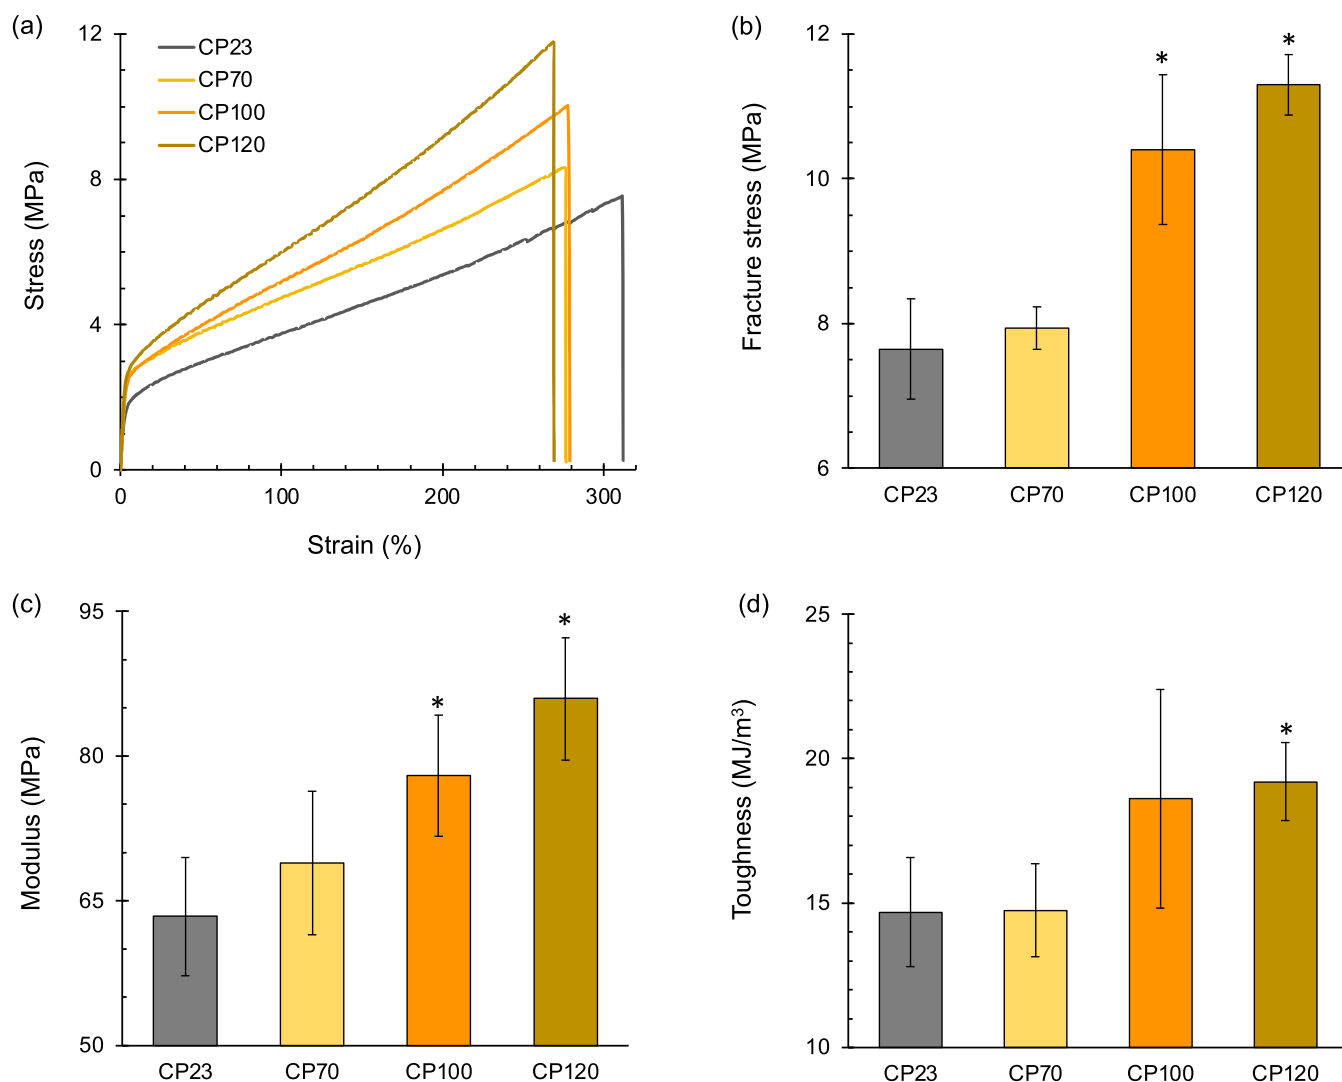 (a)
12
8
4
0
Stress (MPa)
CP23
CP70
CP100
CP120
0 100 200 300
Strain (%)
(b)
12
10
8
6
Fracture stress (MPa)
* *
CP23 CP70 CP100 CP120
(c)
95
80
65
50
Modulus (MPa)
* *
CP23 CP70 CP100 CP120
(d)
25
20
15
10
Toughness (MJ/m³)
*
CP23 CP70 CP100 CP120